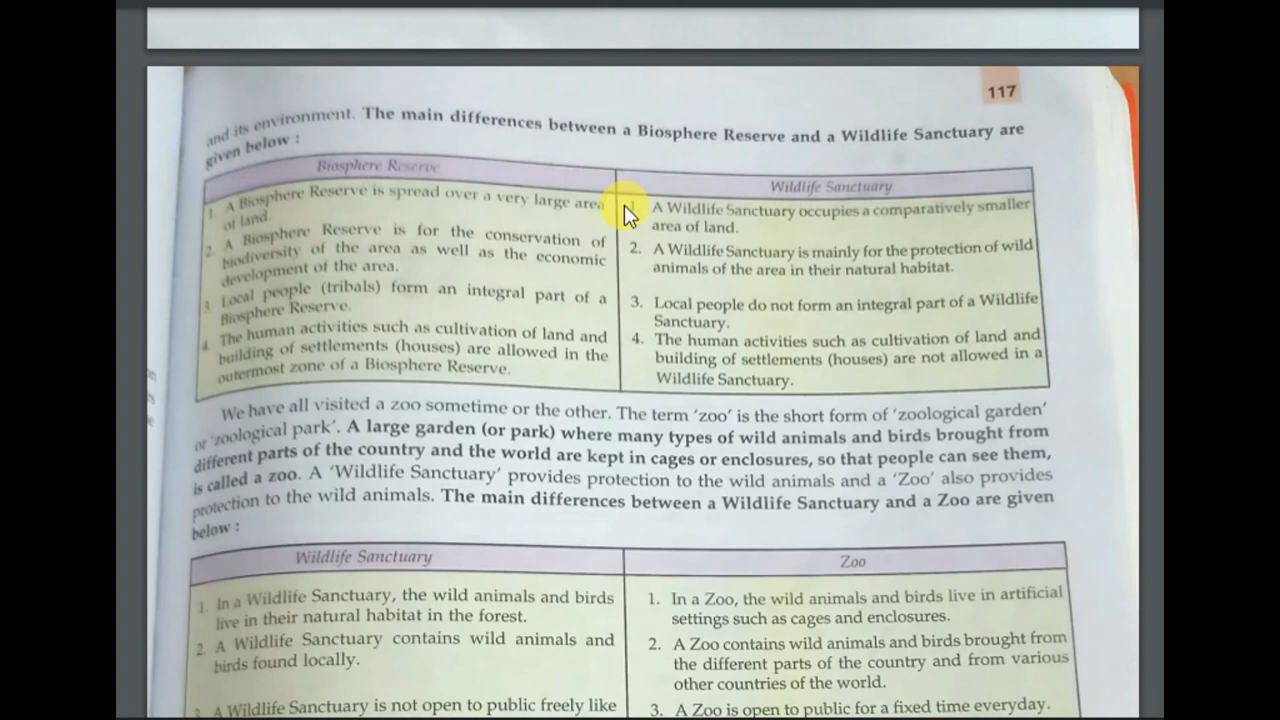 117
and its environment. The main differences between a Biosphere Reserve and a Wildlife Sanctuary are
given below :
Biosphere Reserve
1. A Biosphere Reserve is spread over a very large area
of land.
2. A Biosphere Reserve is for the conservation of
biodiversity of the area as well as the economic
development of the area.
3. Local people (tribals) form an integral part of a
Biosphere Reserve.
4. The human activities such as cultivation of land and
building of settlements (houses) are allowed in the
outermost zone of a Biosphere Reserve.
Wildlife Sanctuary
1. A Wildlife Sanctuary occupies a comparatively smaller
area of land.
2. A Wildlife Sanctuary is mainly for the protection of wild
animals of the area in their natural habitat.
3. Local people do not form an integral part of a Wildlife
Sanctuary.
4. The human activities such as cultivation of land and
building of settlements (houses) are not allowed in a
Wildlife Sanctuary.
We have all visited a zoo sometime or the other. The term ‘zoo’ is the short form of ‘zoological garden’
or ‘zoological park’. A large garden (or park) where many types of wild animals and birds brought from
different parts of the country and the world are kept in cages or enclosures, so that people can see them,
is called a zoo. A ‘Wildlife Sanctuary’ provides protection to the wild animals and a ‘Zoo’ also provides
protection to the wild animals. The main differences between a Wildlife Sanctuary and a Zoo are given
below :
Wildlife Sanctuary
1. In a Wildlife Sanctuary, the wild animals and birds
live in their natural habitat in the forest.
2. A Wildlife Sanctuary contains wild animals and
birds found locally.
3. A Wildlife Sanctuary is not open to public freely like
Zoo
1. In a Zoo, the wild animals and birds live in artificial
settings such as cages and enclosures.
2. A Zoo contains wild animals and birds brought from
the different parts of the country and from various
other countries of the world.
3. A Zoo is open to public for a fixed time everyday.